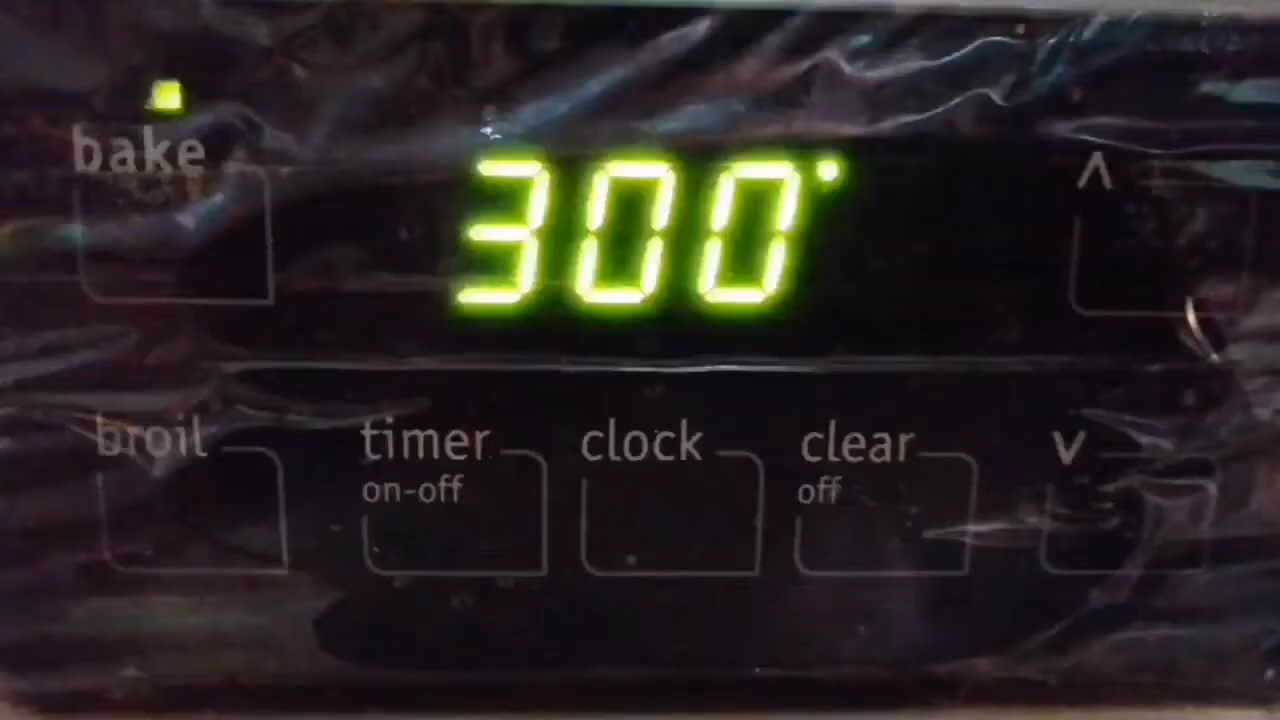 bake
300°
Λ
broil
timer
on-off
clock
clear
off
V